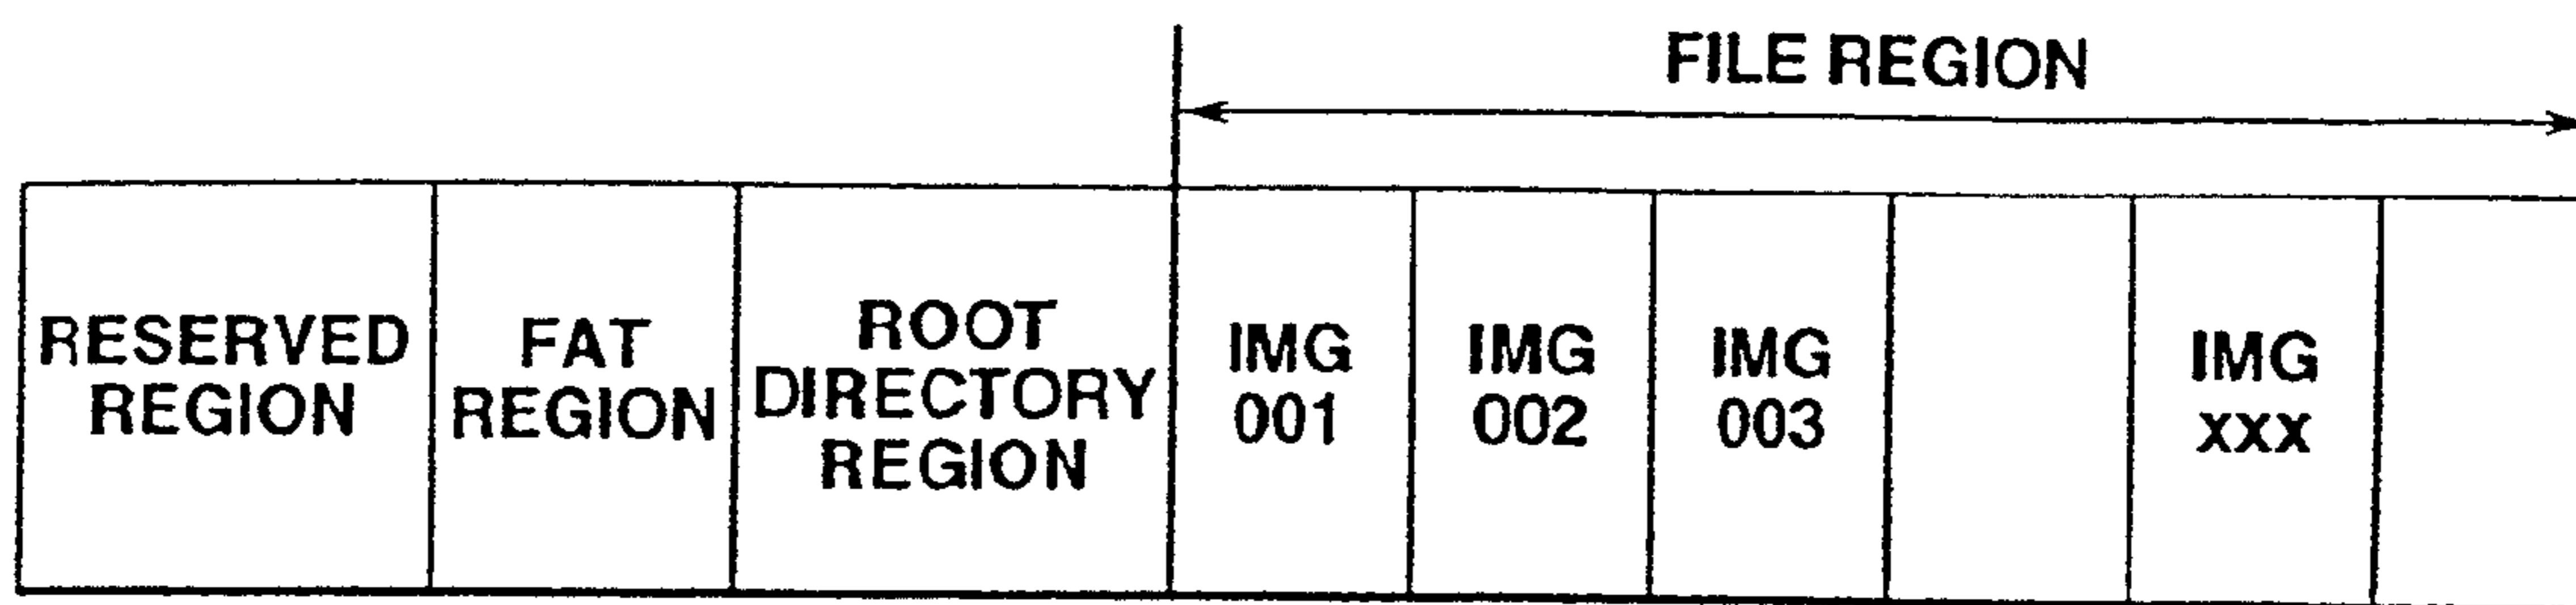 FILE REGION
RESERVED
REGION
FAT
REGION
ROOT
DIRECTORY
REGION
IMG
001
IMG
002
IMG
003
IMG
xxx